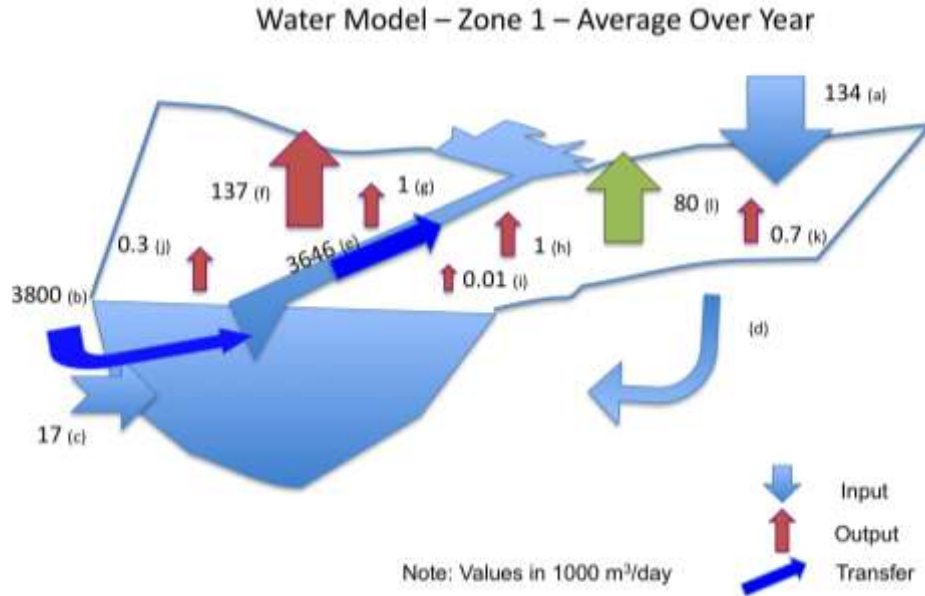 Water Model – Zone 1 – Average Over Year
134 (a)
137 (f)
1 (g)
80 (l)
0.7 (k)
0.3 (j)
3646 (e)
1 (h)
0.01 (i)
3800 (b)
(d)
17 (c)
Input
Output
Note: Values in 1000 m³/day
Transfer